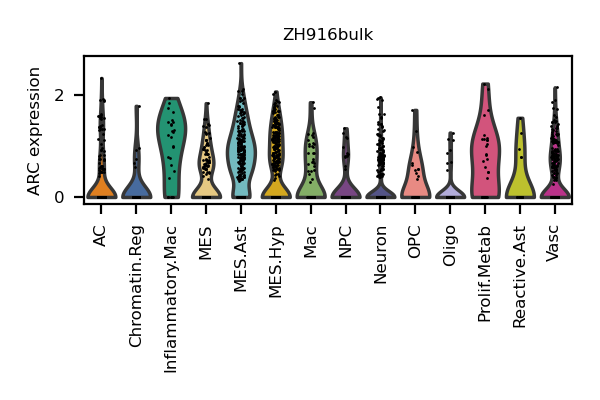 ZH916bulk
ARC expression
2
0
AC
Chromatin.Reg
Inflammatory.Mac
MES
MES.Ast
MES.Hyp
Mac
NPC
Neuron
OPC
Oligo
Prolif.Metab
Reactive.Ast
Vasc